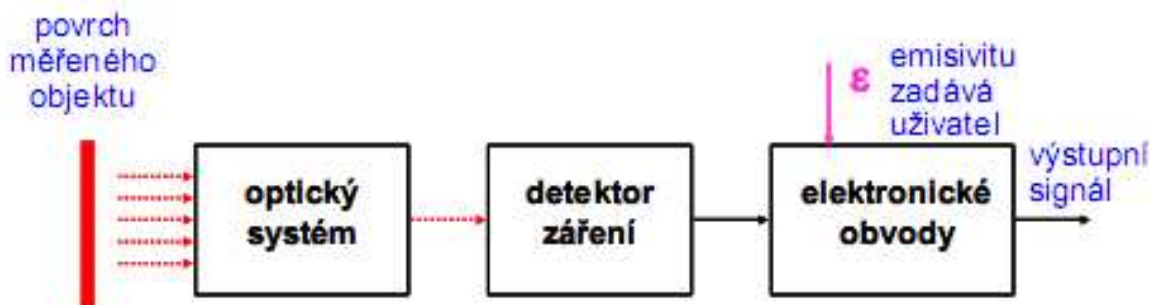 povrch
měřeného
objektu
optický
systém
detektor
záření
ε
emisivitu
zadává
uživatel
elektronické
obvody
výstupní
signál